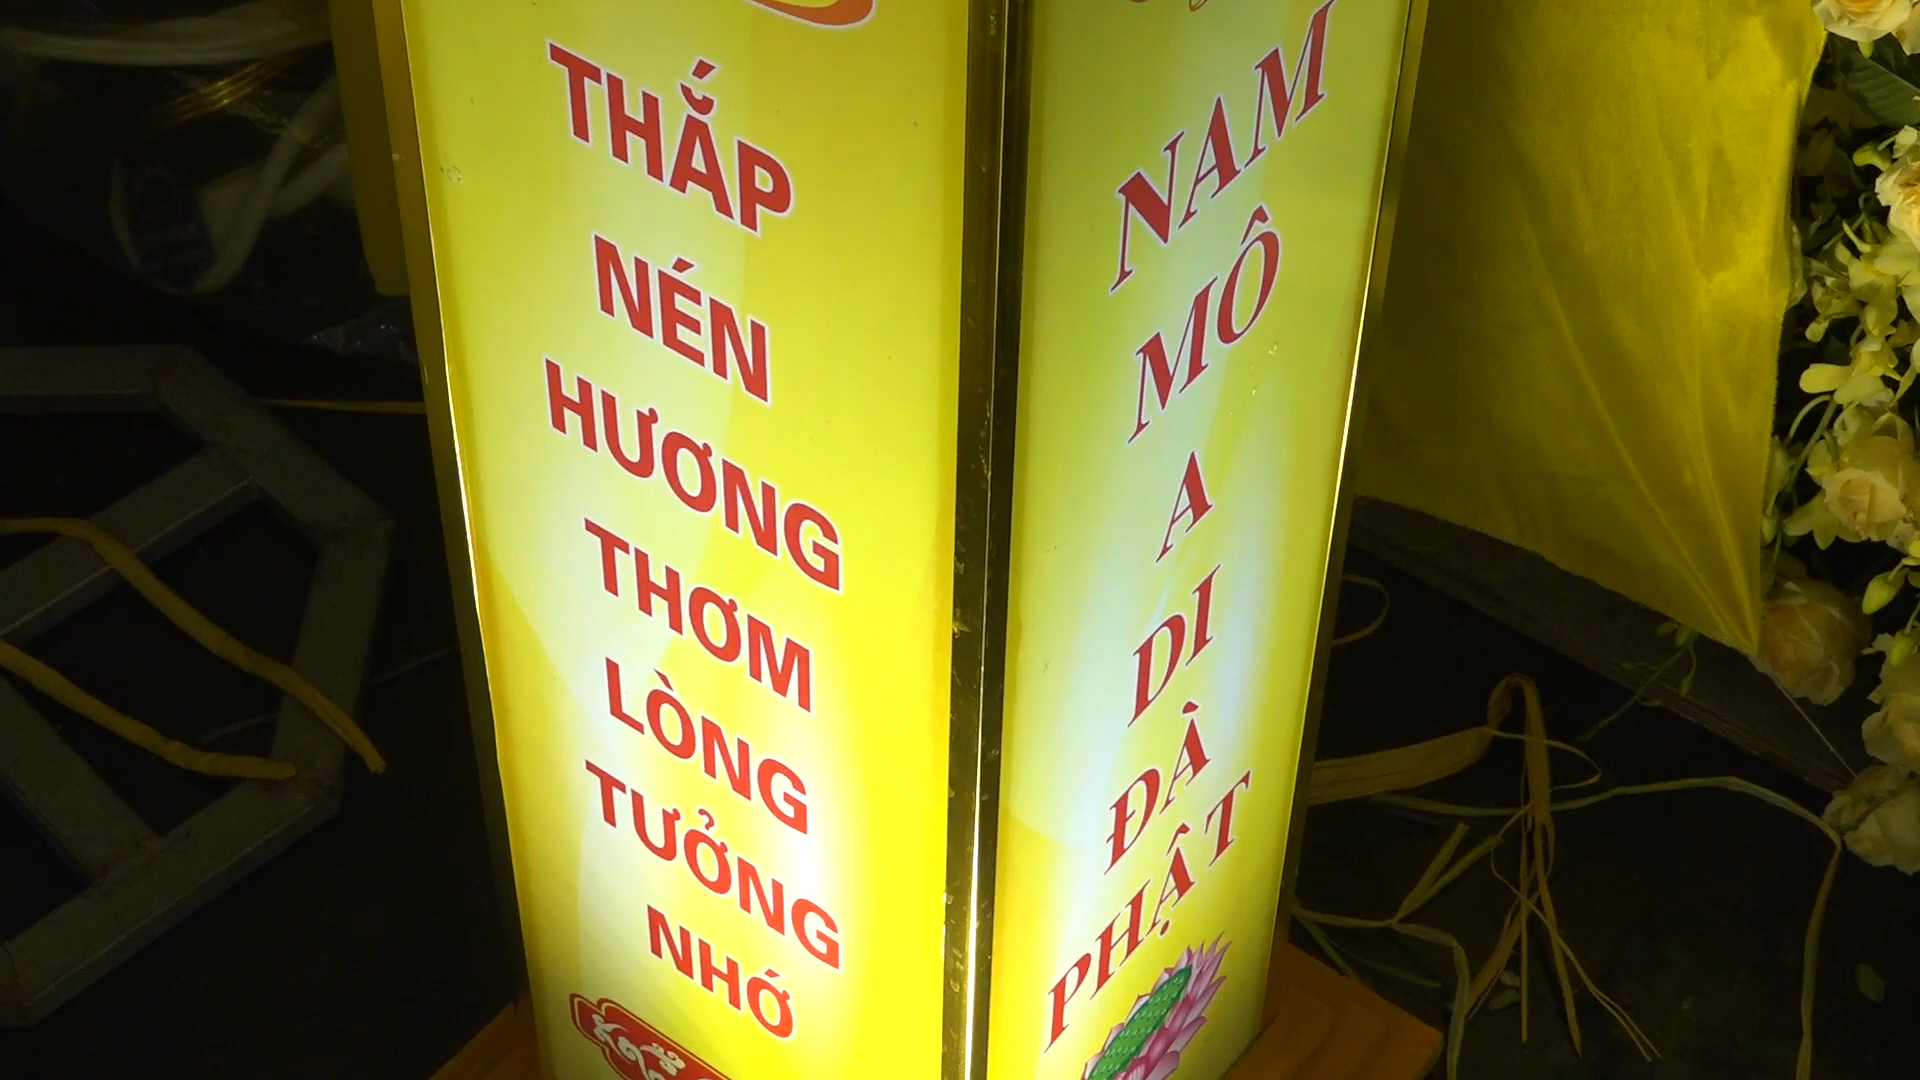 THẮP
NÉN
HƯƠNG
THƠM
LÒNG
TƯỞNG
NHỚ
NAM
MÔ
A
DI
ĐÀ
PHẬT